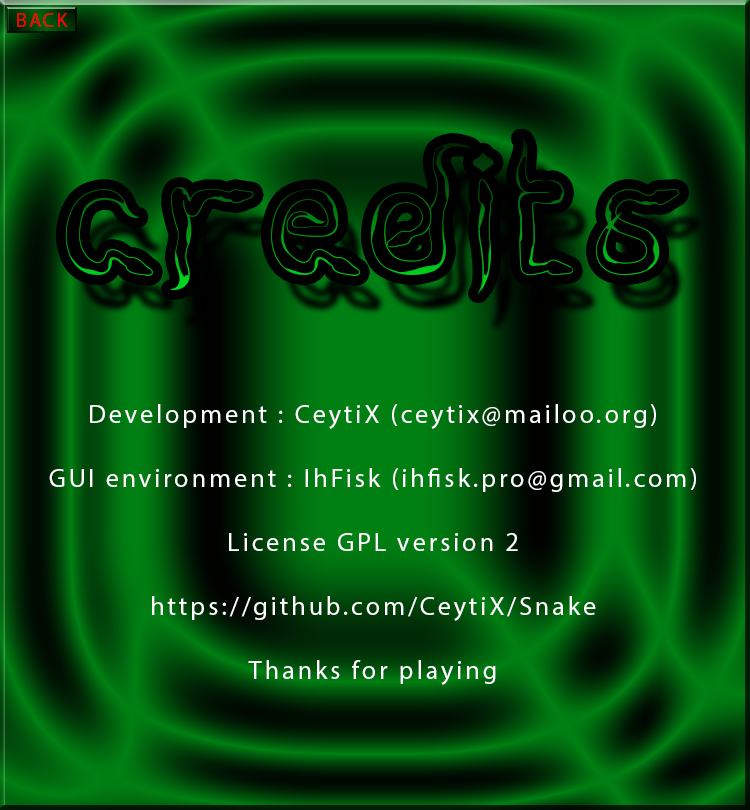 BACK
credits
Development : CeytiX (ceytix@mailoo.org)
GUI environment : IhFisk (ihfisk.pro@gmail.com)
License GPL version 2
https://github.com/CeytiX/Snake
Thanks for playing